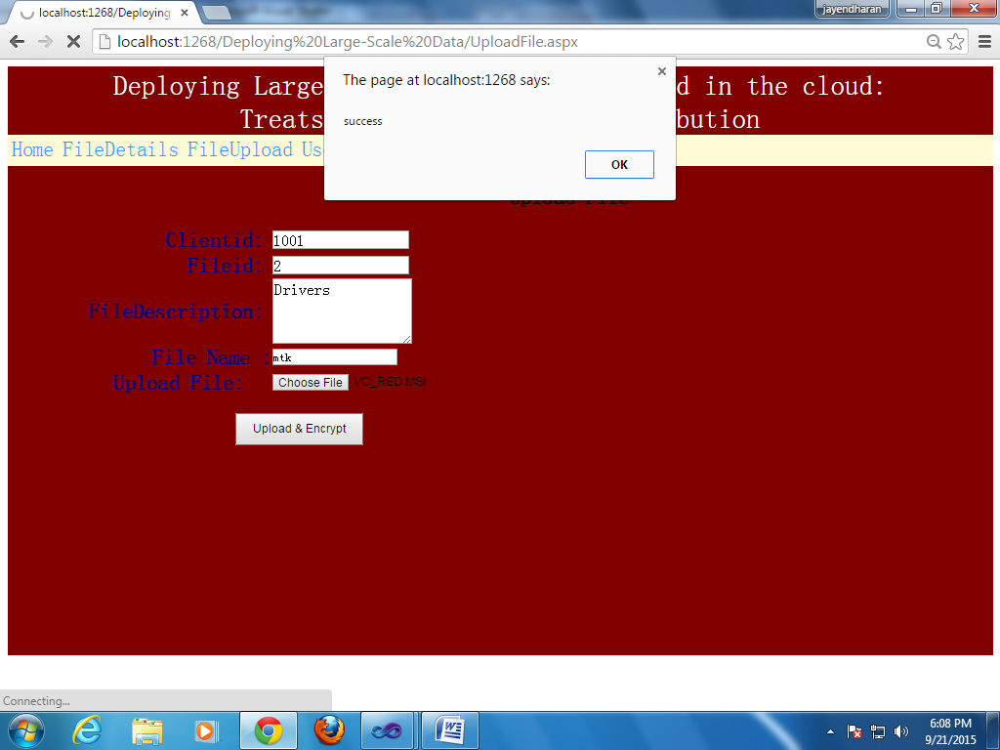 localhost:1268/Deploying
jayendharan
localhost:1268/Deploying%20Large-Scale%20Data/UploadFile.aspx
The page at localhost:1268 says:
success
OK
Deploying Large d in the cloud:
Treats bution
Home FileDetails FileUpload Us
Upload File
Clientid: 1001
Fileid: 2
FileDescription: Drivers
File Name : mtk
Upload File: Choose File VC_RED.MSI
Upload & Encrypt
Connecting...
6:08 PM
9/21/2015